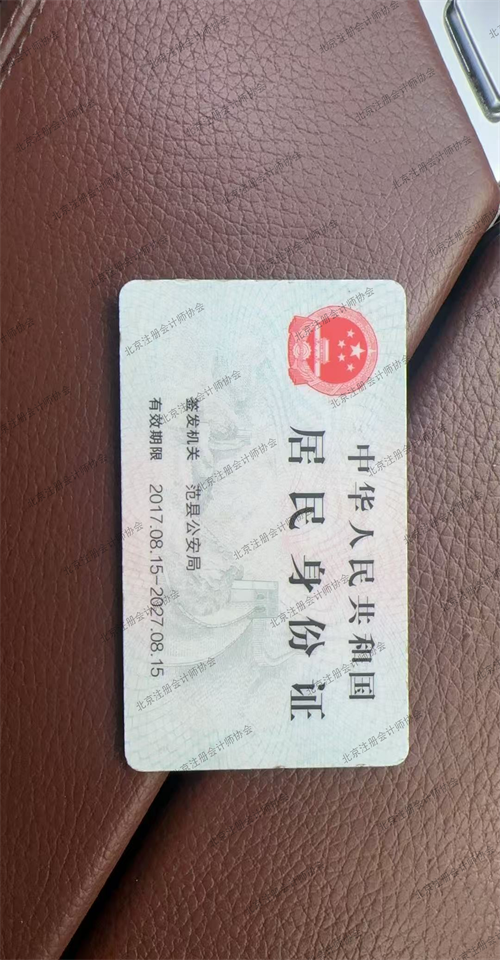 中华人民共和国
居民身份证
签发机关 范县公安局
有效期限 2017.08.15-2027.08.15
北京注册会计师协会